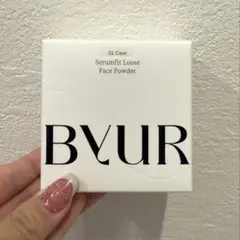 01 Clear
Serumfit Loose
Face Powder
BYUR